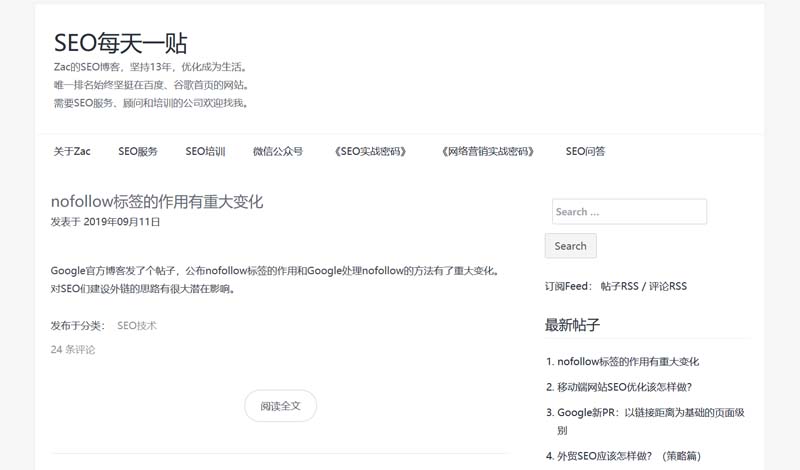 SEO每天一贴
Zac的SEO博客，坚持13年，优化成为生活。
唯一排名始终坚挺在百度、谷歌首页的网站。
需要SEO服务、顾问和培训的公司欢迎找我。
关于Zac SEO服务 SEO培训 微信公众号 《SEO实战密码》 《网络营销实战密码》 SEO问答
nofollow标签的作用有重大变化
发表于 2019年09月11日
Google官方博客发了个帖子，公布nofollow标签的作用和Google处理nofollow的方法有了重大变化。
对SEO们建设外链的思路有很大潜在影响。
发布于分类： SEO技术
24 条评论
阅读全文
Search ...
Search
订阅Feed： 帖子RSS / 评论RSS
最新帖子
1. nofollow标签的作用有重大变化
2. 移动端网站SEO优化该怎样做？
3. Google新PR：以链接距离为基础的页面级
别
4. 外贸SEO应该怎样做？（策略篇）